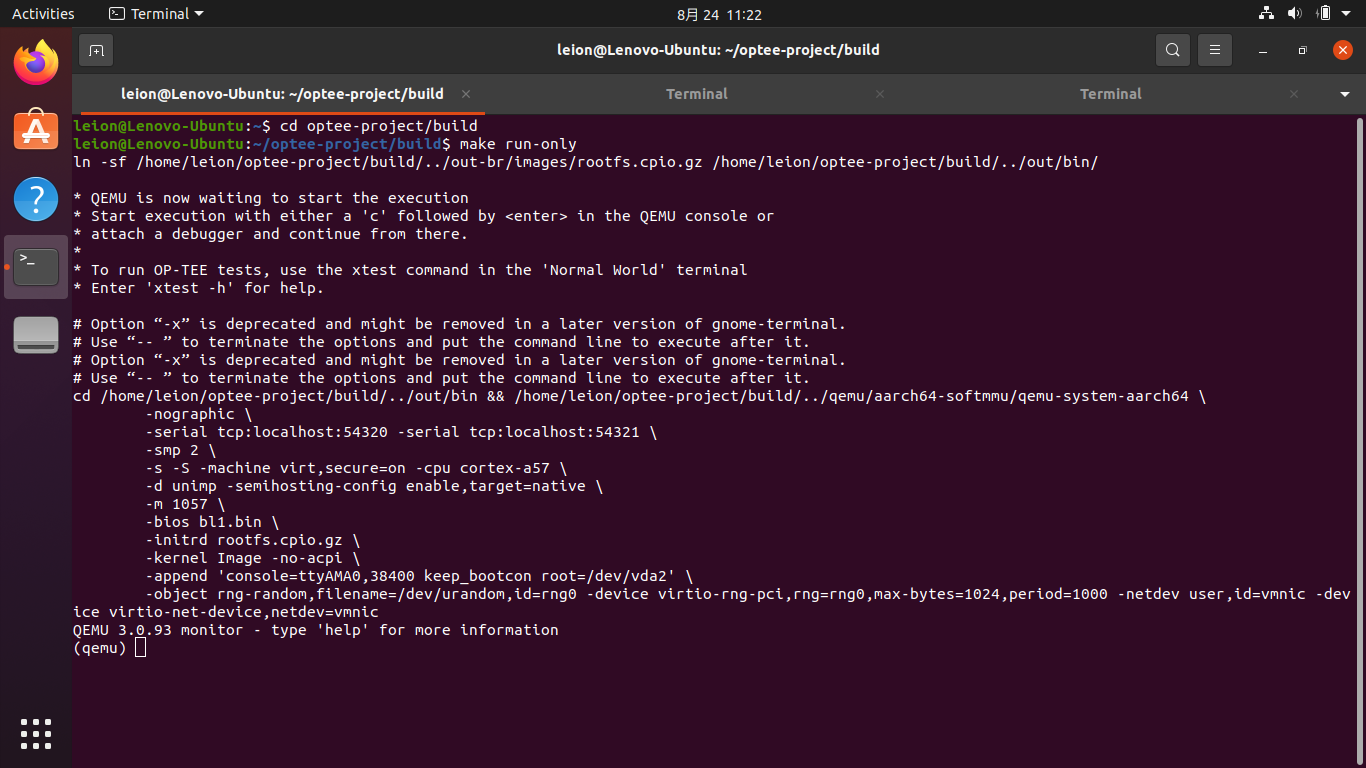 Activities
Terminal
8月 24 11:22
leion@Lenovo-Ubuntu: ~/optee-project/build
leion@Lenovo-Ubuntu: ~/optee-project/build
Terminal
Terminal
leion@Lenovo-Ubuntu:~$ cd optee-project/build
leion@Lenovo-Ubuntu:~/optee-project/build$ make run-only
ln -sf /home/leion/optee-project/build/../out-br/images/rootfs.cpio.gz /home/leion/optee-project/build/../out/bin/
* QEMU is now waiting to start the execution
* Start execution with either a 'c' followed by <enter> in the QEMU console or
* attach a debugger and continue from there.
*
* To run OP-TEE tests, use the xtest command in the 'Normal World' terminal
* Enter 'xtest -h' for help.
# Option “-x” is deprecated and might be removed in a later version of gnome-terminal.
# Use “-- ” to terminate the options and put the command line to execute after it.
# Option “-x” is deprecated and might be removed in a later version of gnome-terminal.
# Use “-- ” to terminate the options and put the command line to execute after it.
cd /home/leion/optee-project/build/../out/bin && /home/leion/optee-project/build/../qemu/aarch64-softmmu/qemu-system-aarch64 \
-nographic \
-serial tcp:localhost:54320 -serial tcp:localhost:54321 \
-smp 2 \
-s -S -machine virt,secure=on -cpu cortex-a57 \
-d unimp -semihosting-config enable,target=native \
-m 1057 \
-bios bl1.bin \
-initrd rootfs.cpio.gz \
-kernel Image -no-acpi \
-append 'console=ttyAMA0,38400 keep_bootcon root=/dev/vda2' \
-object rng-random,filename=/dev/urandom,id=rng0 -device virtio-rng-pci,rng=rng0,max-bytes=1024,period=1000 -netdev user,id=vmnic -dev
ice virtio-net-device,netdev=vmnic
QEMU 3.0.93 monitor - type 'help' for more information
(qemu)